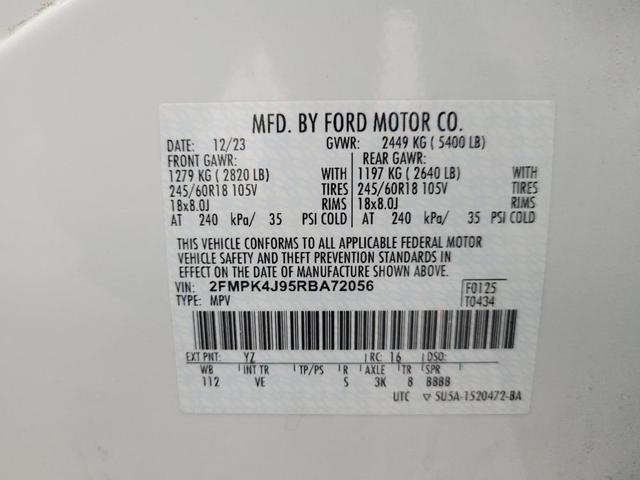 MFD. BY FORD MOTOR CO.
DATE: 12/23 GVWR: 2449 KG ( 5400 LB)
FRONT GAWR: REAR GAWR:
1279 KG ( 2820 LB) WITH 1197 KG ( 2640 LB) WITH
245/60R18 105V TIRES 245/60R18 105V TIRES
18x8.0J RIMS 18x8.0J RIMS
AT 240 kPa/ 35 PSI COLD AT 240 kPa/ 35 PSI COLD
THIS VEHICLE CONFORMS TO ALL APPLICABLE FEDERAL MOTOR
VEHICLE SAFETY AND THEFT PREVENTION STANDARDS IN
EFFECT ON THE DATE OF MANUFACTURE SHOWN ABOVE.
VIN: 2FMPK4J95RBA72056 F0125
TYPE: MPV T0434
EXT PNT: YZ RC: 16 DSO:
WB INT TR TP/PS R AXLE TR SPR
112 VE S 3K 8 BBBB
UTC ▽ 5U5A-1520472-BA